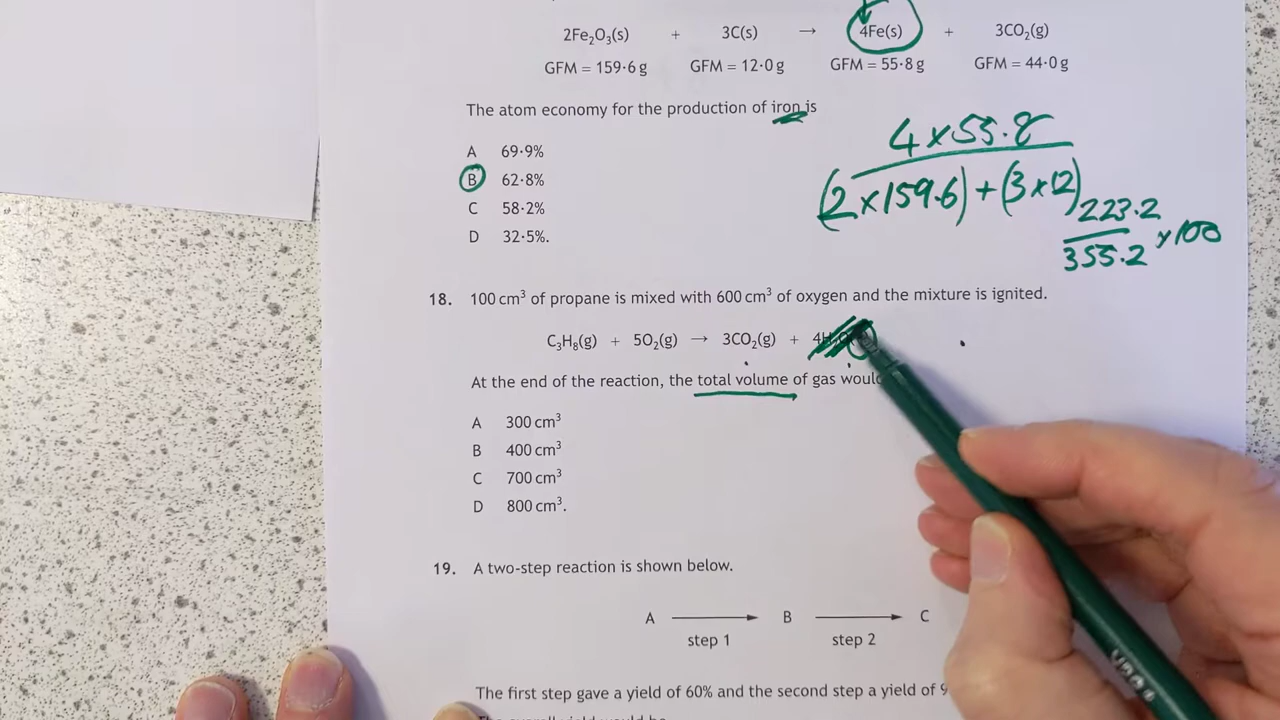 2Fe₂O₃(s) + 3C(s) → 4Fe(s) + 3CO₂(g)
GFM = 159·6 g GFM = 12·0 g GFM = 55·8 g GFM = 44·0 g
The atom economy for the production of iron is
A 69·9%
B 62·8%
C 58·2%
D 32·5%.
4 × 55.8
(2 × 159.6) + (3 × 12)
223.2
355.2 × 100
18. 100 cm³ of propane is mixed with 600 cm³ of oxygen and the mixture is ignited.
C₃H₈(g) + 5O₂(g) → 3CO₂(g) + 4H
At the end of the reaction, the total volume of gas would
A 300 cm³
B 400 cm³
C 700 cm³
D 800 cm³.
19. A two-step reaction is shown below.
A B C
step 1 step 2
The first step gave a yield of 60% and the second step a yield of 9